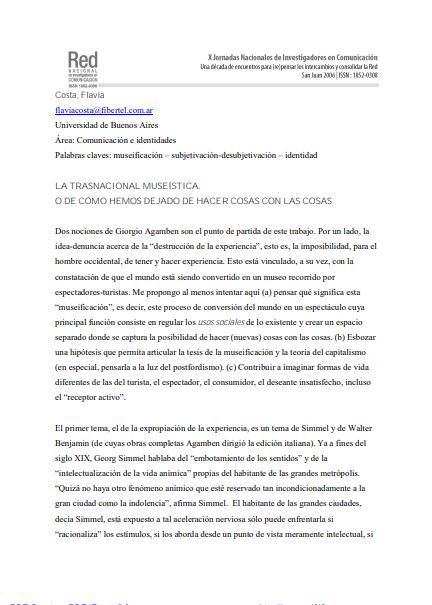 Red
NACIONAL
de investigadores en
COMUNICACIÓN
ISSN 1852-0308
X Jornadas Nacionales de Investigadores en Comunicación
Una década de encuentros para (re)pensar los intercambios y consolidar la Red
San Juan 2006 | ISSN: 1852-0308
Costa, Flavia
flaviacosta@fibertel.com.ar
Universidad de Buenos Aires
Área: Comunicación e identidades
Palabras claves: museificación – subjetivación-desubjetivación – identidad
LA TRASNACIONAL MUSEÍSTICA.
O DE CÓMO HEMOS DEJADO DE HACER COSAS CON LAS COSAS
Dos nociones de Giorgio Agamben son el punto de partida de este trabajo. Por un lado, la
idea-denuncia acerca de la “destrucción de la experiencia”, esto es, la imposibilidad, para el
hombre occidental, de tener y hacer experiencia. Esto está vinculado, a su vez, con la
constatación de que el mundo está siendo convertido en un museo recorrido por
espectadores-turistas. Me propongo al menos intentar aquí (a) pensar qué significa esta
“museificación”, es decir, este proceso de conversión del mundo en un espectáculo cuya
principal función consiste en regular los usos sociales de lo existente y crear un espacio
separado donde se captura la posibilidad de hacer (nuevas) cosas con las cosas. (b) Esbozar
una hipótesis que permita articular la tesis de la museificación y la teoría del capitalismo
(en especial, pensarla a la luz del postfordismo). (c) Contribuir a imaginar formas de vida
diferentes de las del turista, el espectador, el consumidor, el deseante insatisfecho, incluso
el “receptor activo”.
El primer tema, el de la expropiación de la experiencia, es un tema de Simmel y de Walter
Benjamin (de cuyas obras completas Agamben dirigió la edición italiana). Ya a fines del
siglo XIX, Georg Simmel hablaba del “embotamiento de los sentidos” y de la
“intelectualización de la vida anímica” propias del habitante de las grandes metrópolis.
“Quizá no haya otro fenómeno anímico que esté reservado tan incondicionadamente a la
gran ciudad como la indolencia”, afirma Simmel. El habitante de las grandes ciudades,
decía Simmel, está expuesto a tal aceleración nerviosa sólo puede enfrentarla si
“racionaliza” los estímulos, si los aborda desde un punto de vista meramente intelectual, si